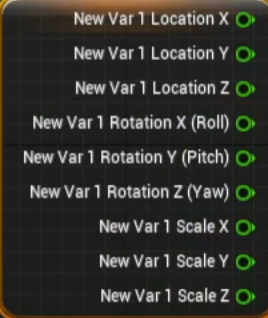 New Var 1 Location X
New Var 1 Location Y
New Var 1 Location Z
New Var 1 Rotation X (Roll)
New Var 1 Rotation Y (Pitch)
New Var 1 Rotation Z (Yaw)
New Var 1 Scale X
New Var 1 Scale Y
New Var 1 Scale Z